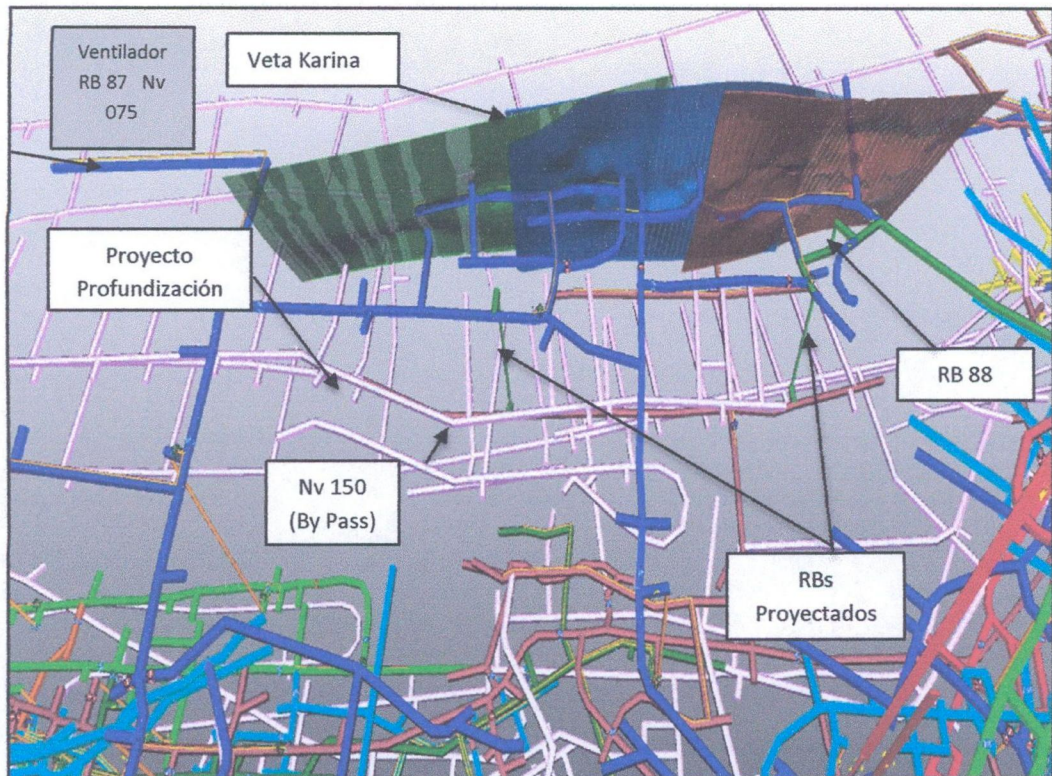 Ventilador
RB 87 Nv
075
Veta Karina
Proyecto
Profundización
RB 88
Nv 150
(By Pass)
RBs
Proyectados